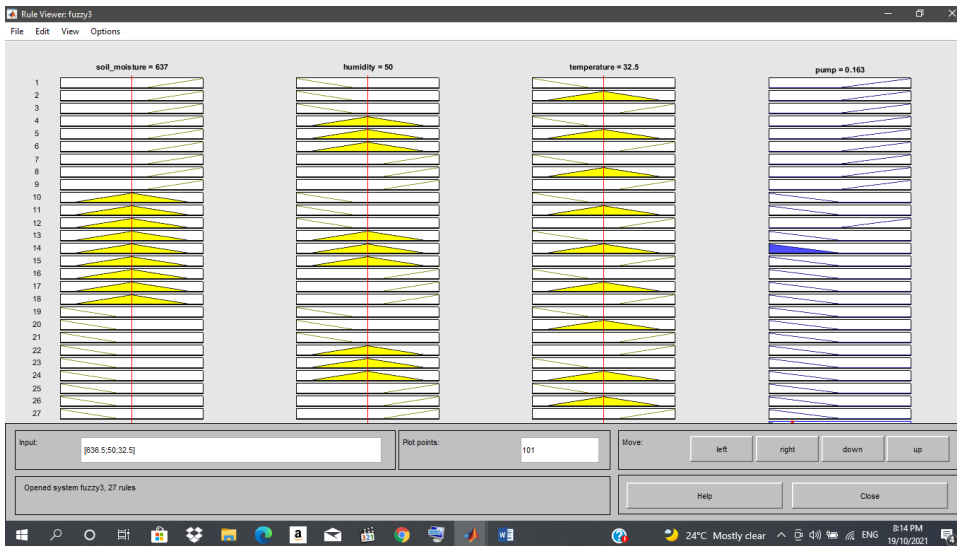 Rule Viewer: fuzzy3
File Edit View Options
soil_moisture = 637
humidity = 50
temperature = 32.5
pump = 0.163
1
2
3
4
5
6
7
8
9
10
11
12
13
14
15
16
17
18
19
20
21
22
23
24
25
26
27
Input:
[636.5;50;32.5]
Plot points:
101
Move:
left
right
down
up
Opened system fuzzy3, 27 rules
Help
Close
a
321
24°C Mostly clear
ENG
8:14 PM
19/10/2021
4